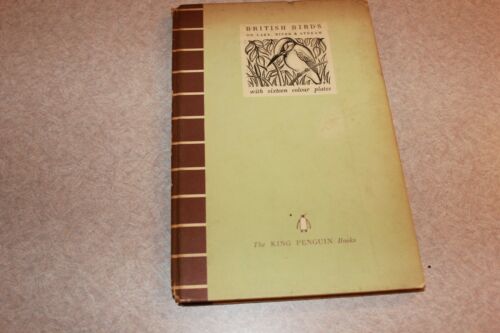 BRITISH BIRDS
ON LAKE, RIVER & STREAM
with sixteen colour plates
The KING PENGUIN Books